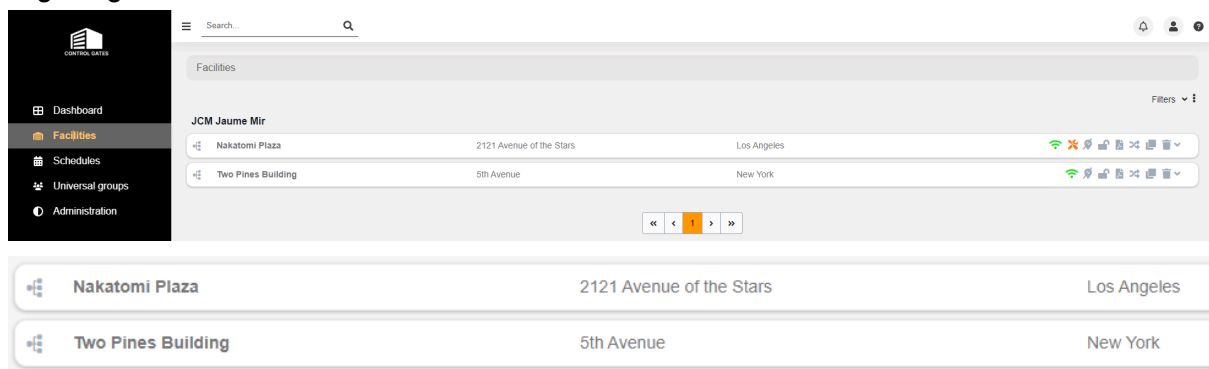 Search...
CONTROL GATES
Facilities
Filters
Dashboard
JCM Jaume Mir
Facilities
Nakatomi Plaza 2121 Avenue of the Stars Los Angeles
Schedules
Two Pines Building 5th Avenue New York
Universal groups
Administration
« ‹ 1 › »
Nakatomi Plaza 2121 Avenue of the Stars Los Angeles
Two Pines Building 5th Avenue New York